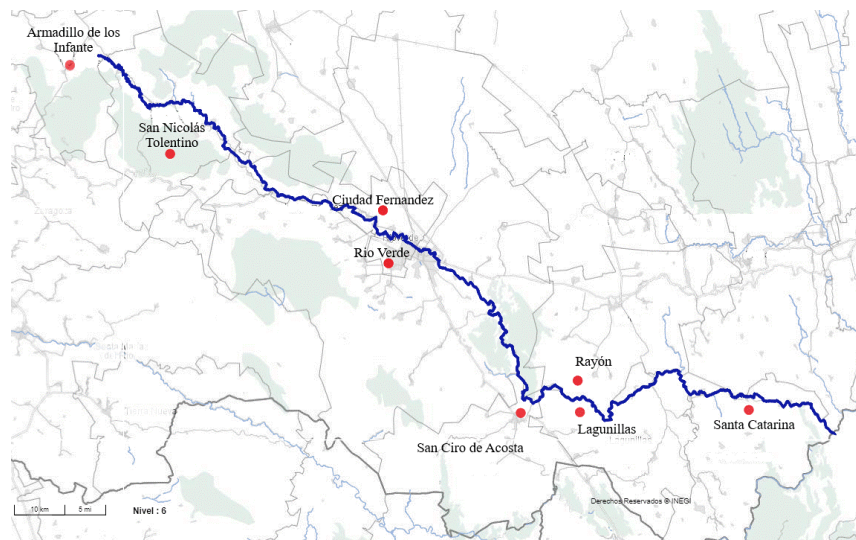 Armadillo de los
Infante
San Nicolás
Tolentino
Ciudad Fernandez
Rio Verde
Rayón
Lagunillas
Santa Catarina
San Ciro de Acosta
Derechos Reservados © INEGI
10 km
5 mi
Nivel : 6